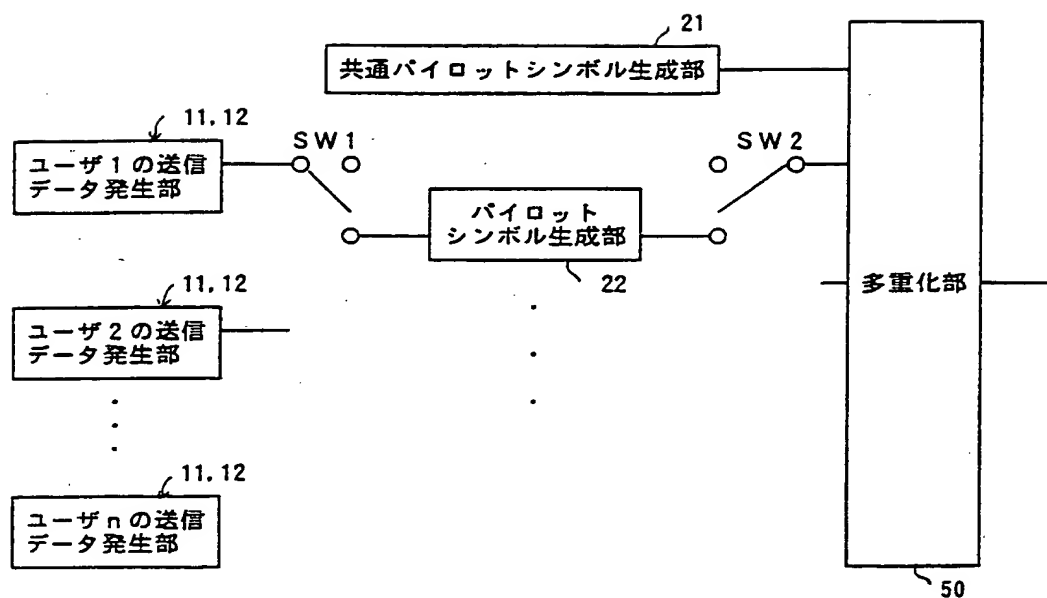 21
共通パイロットシンボル生成部
11,12
SW1
SW2
ユーザ1の送信
データ発生部
パイロット
シンボル生成部
22
多重化部
11,12
ユーザ2の送信
データ発生部
11,12
ユーザnの送信
データ発生部
50